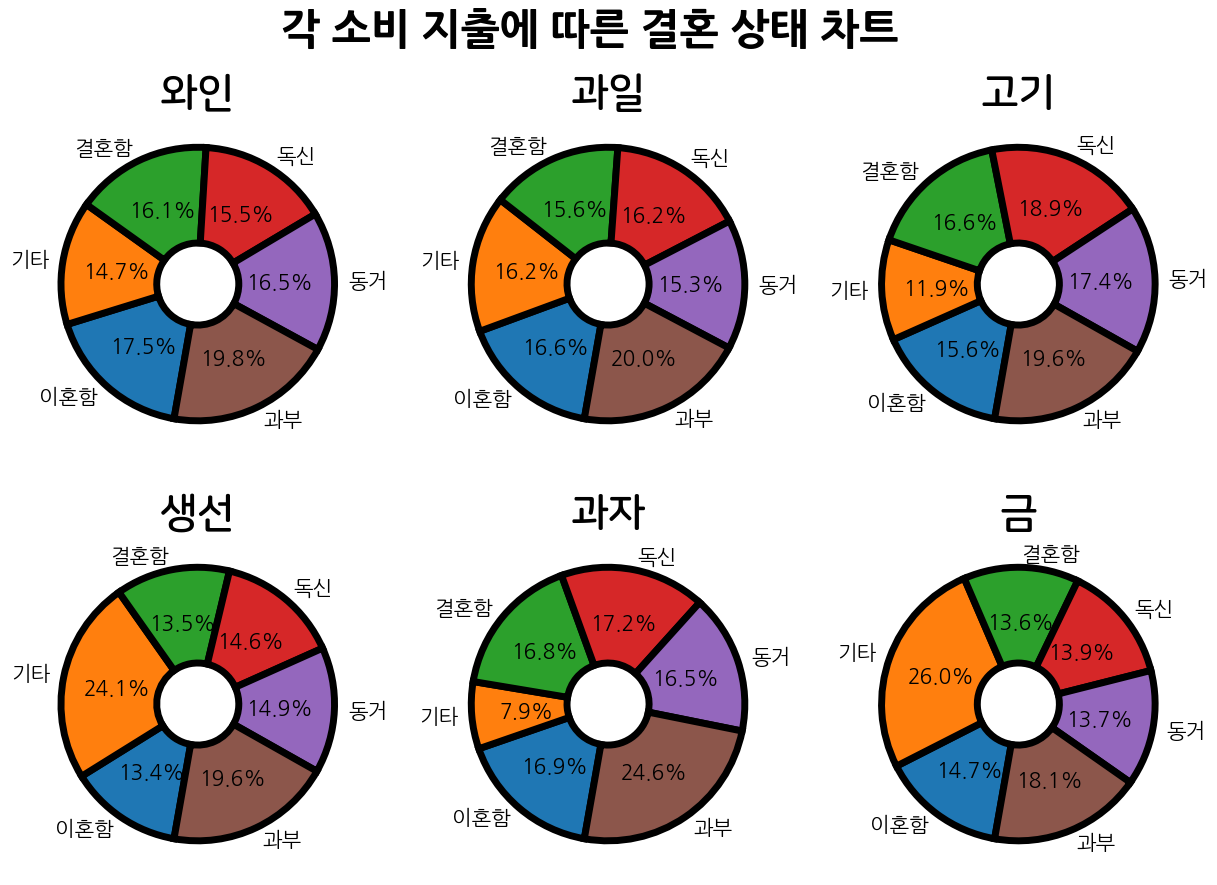 각 소비 지출에 따른 결혼 상태 차트
와인
결혼함
독신
16.1%
15.5%
기타
14.7%
16.5%
동거
17.5%
19.8%
이혼함
과부
과일
결혼함
독신
15.6%
16.2%
기타
16.2%
15.3%
동거
16.6%
20.0%
이혼함
과부
고기
결혼함
독신
16.6%
18.9%
기타
11.9%
17.4%
동거
15.6%
19.6%
이혼함
과부
생선
결혼함
독신
13.5%
14.6%
기타
24.1%
14.9%
동거
13.4%
19.6%
이혼함
과부
과자
독신
결혼함
17.2%
16.8%
동거
16.5%
기타
7.9%
16.9%
24.6%
이혼함
과부
금
결혼함
독신
13.6%
13.9%
기타
26.0%
13.7%
동거
14.7%
18.1%
이혼함
과부